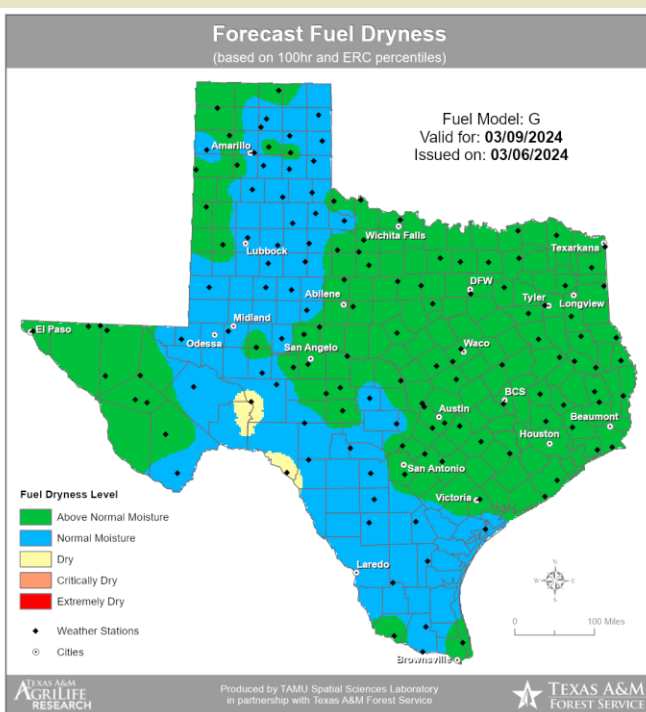 Forecast Fuel Dryness
(based on 100hr and ERC percentiles)
Fuel Model: G
Valid for: 03/09/2024
Issued on: 03/06/2024
Amarillo
Wichita Falls
Texarkana
Lubbock
DFW
Abilene
Tyler
Longview
Midland
El Paso
Odessa
San Angelo
Waco
BCS
Austin
Beaumont
Houston
San Antonio
Victoria
Laredo
Brownsville
Fuel Dryness Level
Above Normal Moisture
Normal Moisture
Dry
Critically Dry
Extremely Dry
Weather Stations
Cities
N
W
E
S
0
100 Miles
TEXAS A&M
AGRILIFE
RESEARCH
Produced by TAMU Spatial Sciences Laboratory
in partnership with Texas A&M Forest Service
TEXAS A&M
FOREST SERVICE